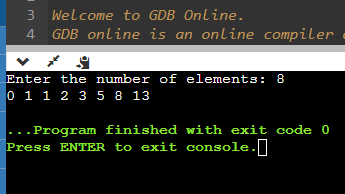 2
3 Welcome to GDB Online.
4 GDB online is an online compiler
Enter the number of elements: 8
0 1 1 2 3 5 8 13
...Program finished with exit code 0
Press ENTER to exit console.